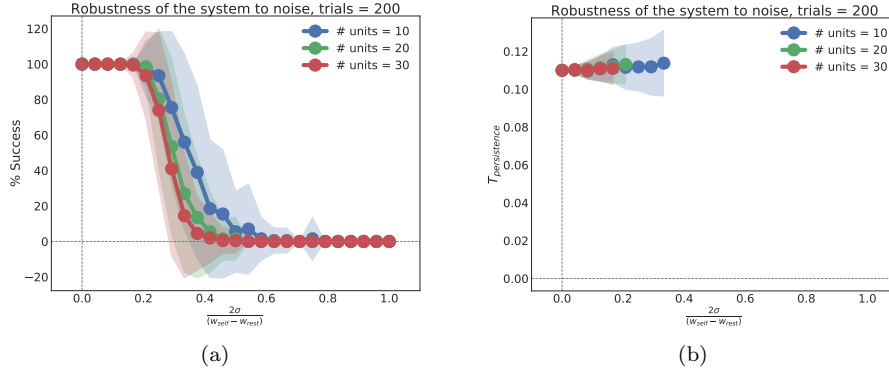 Robustness of the system to noise, trials = 200
120
100
80
60
40
20
0
−20
% Success
# units = 10
# units = 20
# units = 30
0.0 0.2 0.4 0.6 0.8 1.0
2σ
(w_self − w_rest)
(a)
Robustness of the system to noise, trials = 200
0.12
0.10
0.08
0.06
0.04
0.02
0.00
T_persistence
# units = 10
# units = 20
# units = 30
0.0 0.2 0.4 0.6 0.8 1.0
2σ
(w_self − w_rest)
(b)